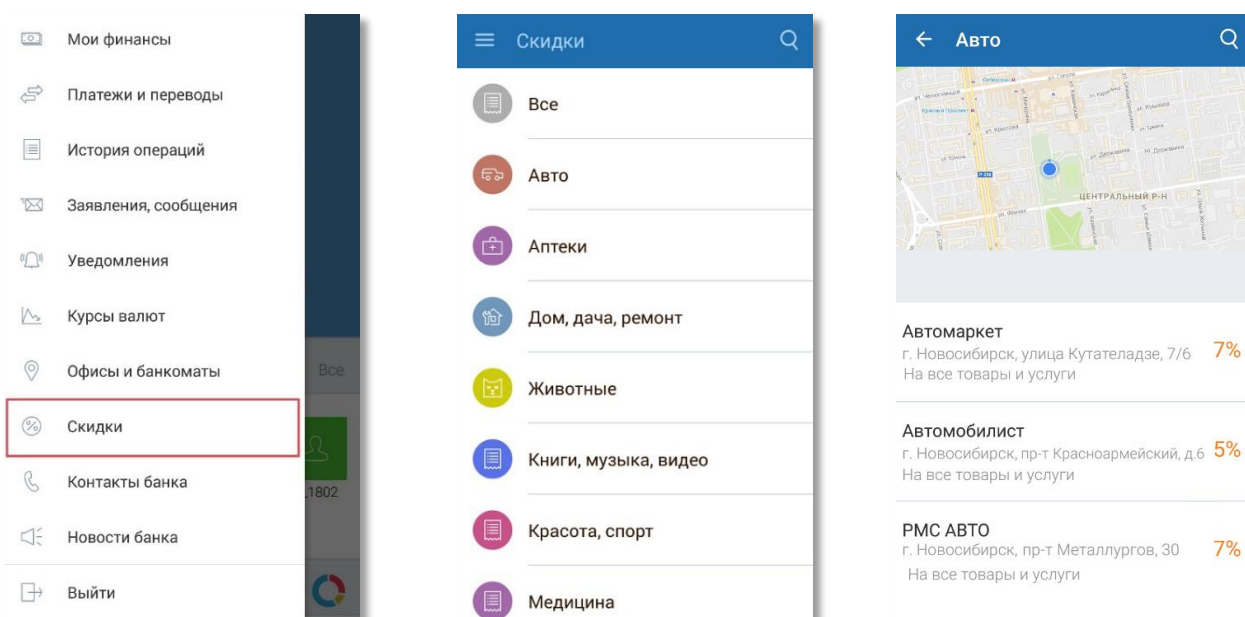 Мои финансы
Платежи и переводы
История операций
Заявления, сообщения
Уведомления
Курсы валют
Офисы и банкоматы
Все
Скидки
Контакты банка
_1802
Новости банка
Выйти
Скидки
Все
Авто
Аптеки
Дом, дача, ремонт
Животные
Книги, музыка, видео
Красота, спорт
Медицина
Авто
ЦЕНТРАЛЬНЫЙ Р-Н
Автомаркет
г. Новосибирск, улица Кутателадзе, 7/6 7%
На все товары и услуги
Автомобилист
г. Новосибирск, пр-т Красноармейский, д.6 5%
На все товары и услуги
РМС АВТО
г. Новосибирск, пр-т Металлургов, 30 7%
На все товары и услуги